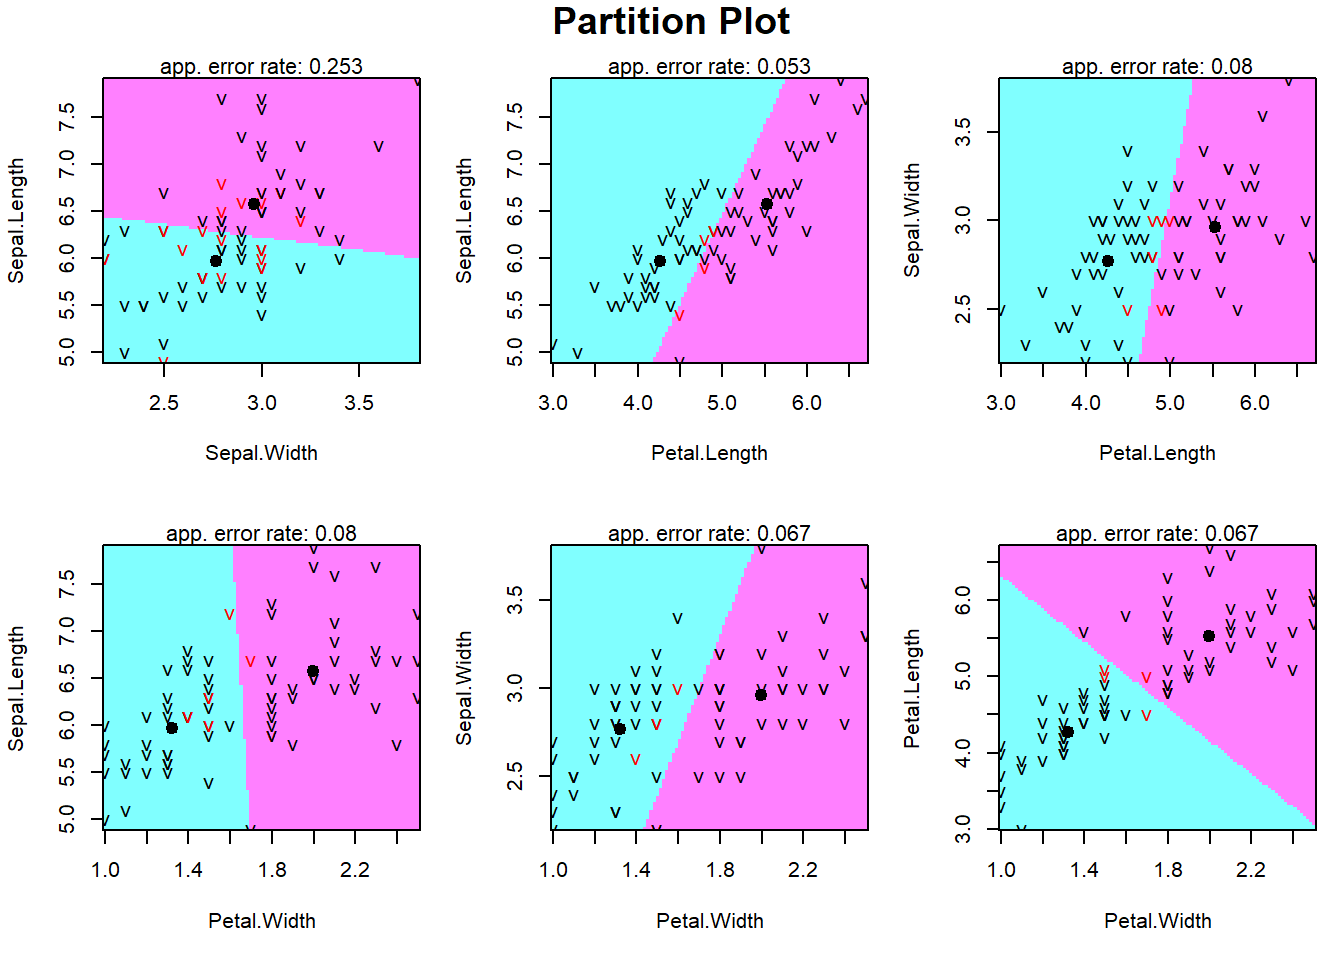 Partition Plot
app. error rate: 0.253
app. error rate: 0.053
app. error rate: 0.08
Sepal.Length
5.0 5.5 6.0 6.5 7.0 7.5
2.5 3.0 3.5
Sepal.Width
Sepal.Length
5.0 5.5 6.0 6.5 7.0 7.5
3.0 4.0 5.0 6.0
Petal.Length
Sepal.Width
2.5 3.0 3.5
3.0 4.0 5.0 6.0
Petal.Length
app. error rate: 0.08
app. error rate: 0.067
app. error rate: 0.067
Sepal.Length
5.0 5.5 6.0 6.5 7.0 7.5
1.0 1.4 1.8 2.2
Petal.Width
Sepal.Width
2.5 3.0 3.5
1.0 1.4 1.8 2.2
Petal.Width
Petal.Length
3.0 4.0 5.0 6.0
1.0 1.4 1.8 2.2
Petal.Width